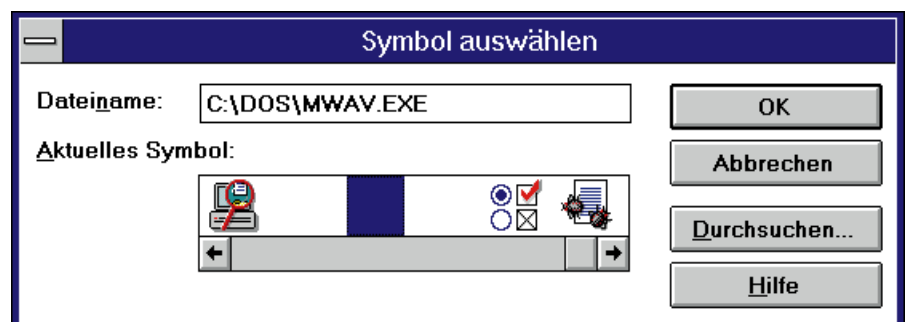 Symbol auswählen
Dateiname: C:\DOS\MWAV.EXE
OK
Aktuelles Symbol:
Abbrechen
Durchsuchen...
Hilfe